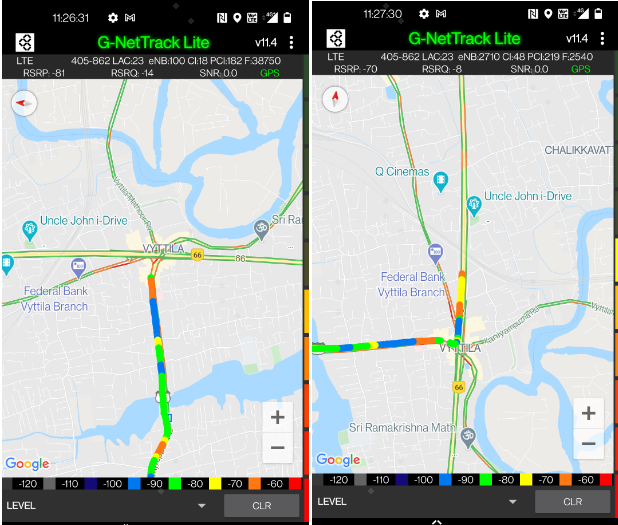 11:26:31
4G
G-NetTrack Lite
v11.4
LTE
405-862 LAC:23 eNB:100 CI:18 PCI:182 F:38750
RSRP: -81
RSRQ: -14
SNR:0.0
GPS
Uncle John i-Drive
Sri Ra
VYTTILA
66
66
Federal Bank
Vyttila Branch
+
−
Google
-120
-110
-100
-90
-80
-70
-60
LEVEL
CLR
11:27:30
4G
G-NetTrack Lite
v11.4
LTE
405-862 LAC:23 eNB:2710 CI:48 PCI:219 F:2540
RSRP: -70
RSRQ: -8
SNR:0.0
GPS
CHALIKKAVAT
Q Cinemas
Uncle John i-Drive
Federal Bank
Vyttila Branch
VYTTILA
66
Sri Ramakrishna Math
+
−
Google
-120
-110
-100
-90
-80
-70
-60
LEVEL
CLR